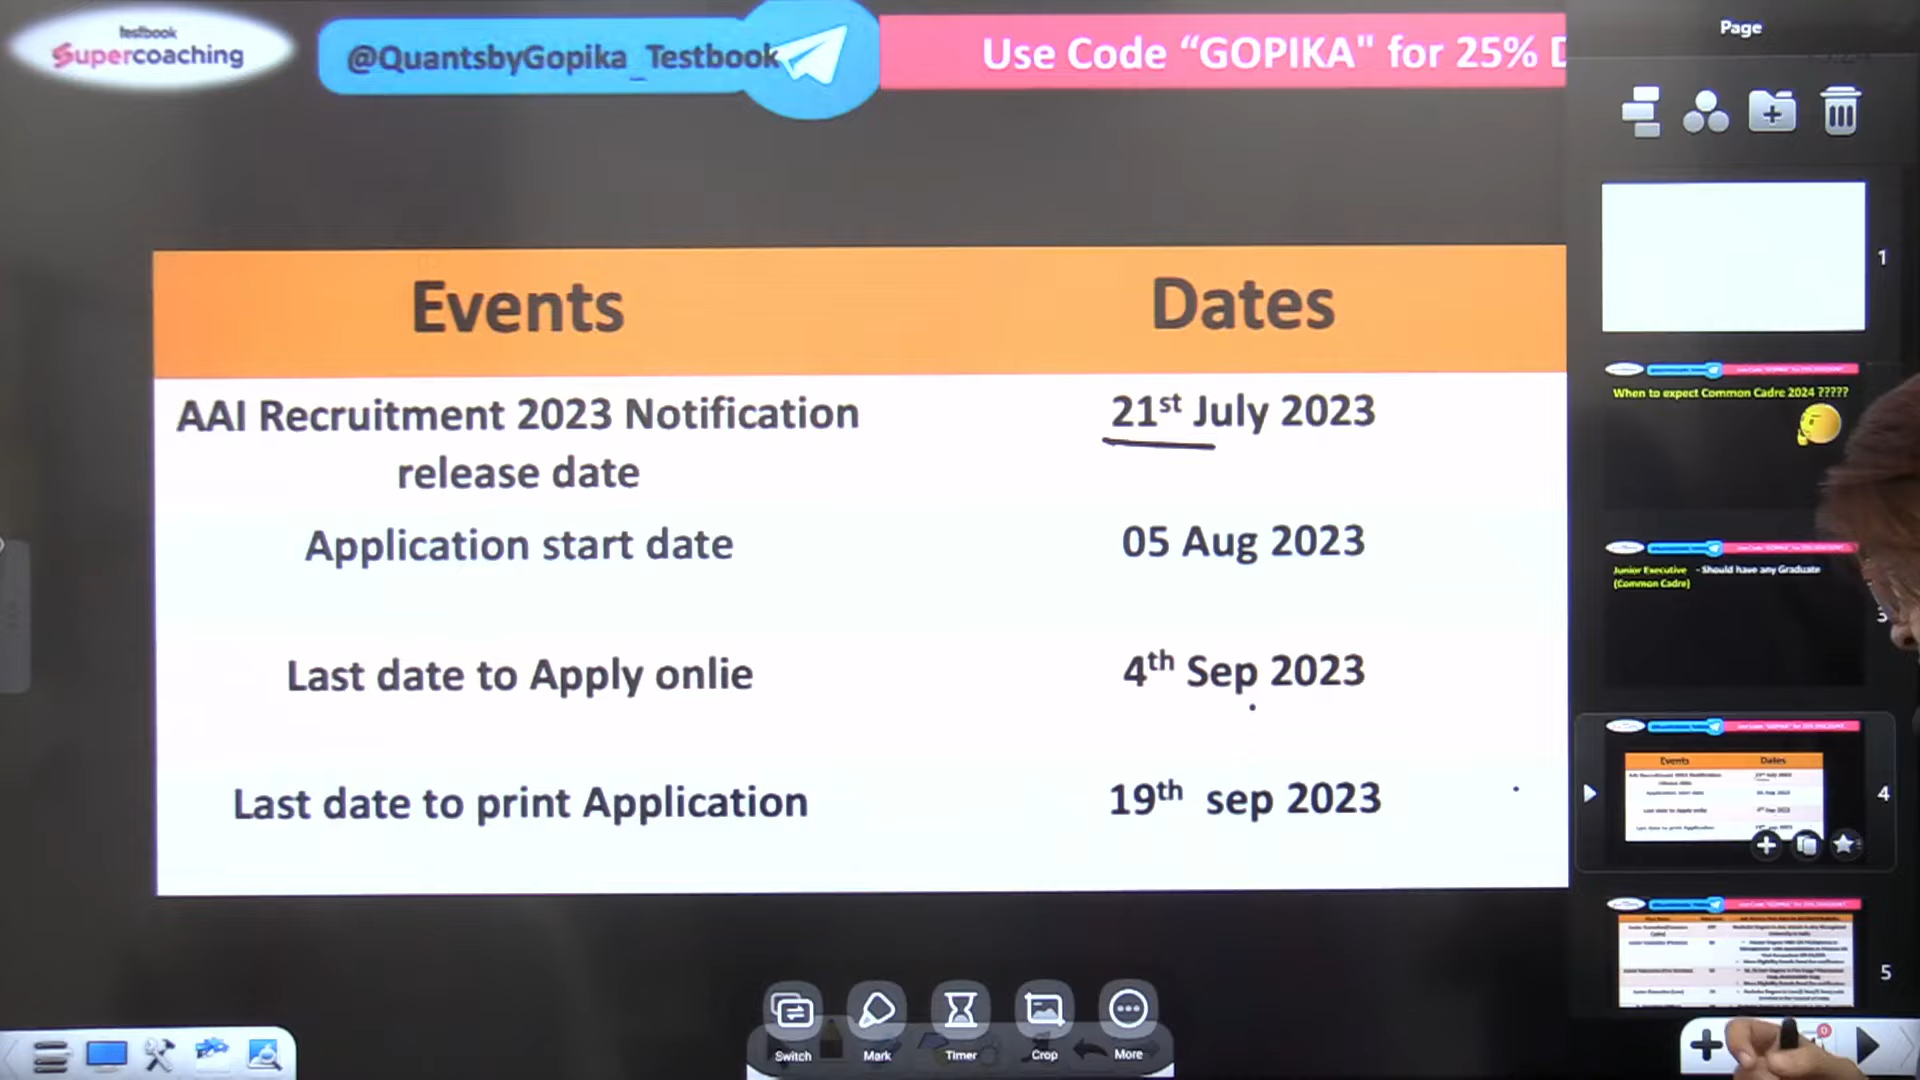 testbook
Supercoaching
@QuantsbyGopika_Testbook
Use Code “GOPIKA" for 25% D
Page
Events
Dates
AAI Recruitment 2023 Notification
release date
21st July 2023
Application start date
05 Aug 2023
Last date to Apply onlie
4th Sep 2023
Last date to print Application
19th sep 2023
1
When to expect Common Cadre 2024 ?????
Junior Executive - Should have any Graduate
(Common Cadre)
3
Events
Dates
4
5
Switch
Mark
Timer
Crop
More